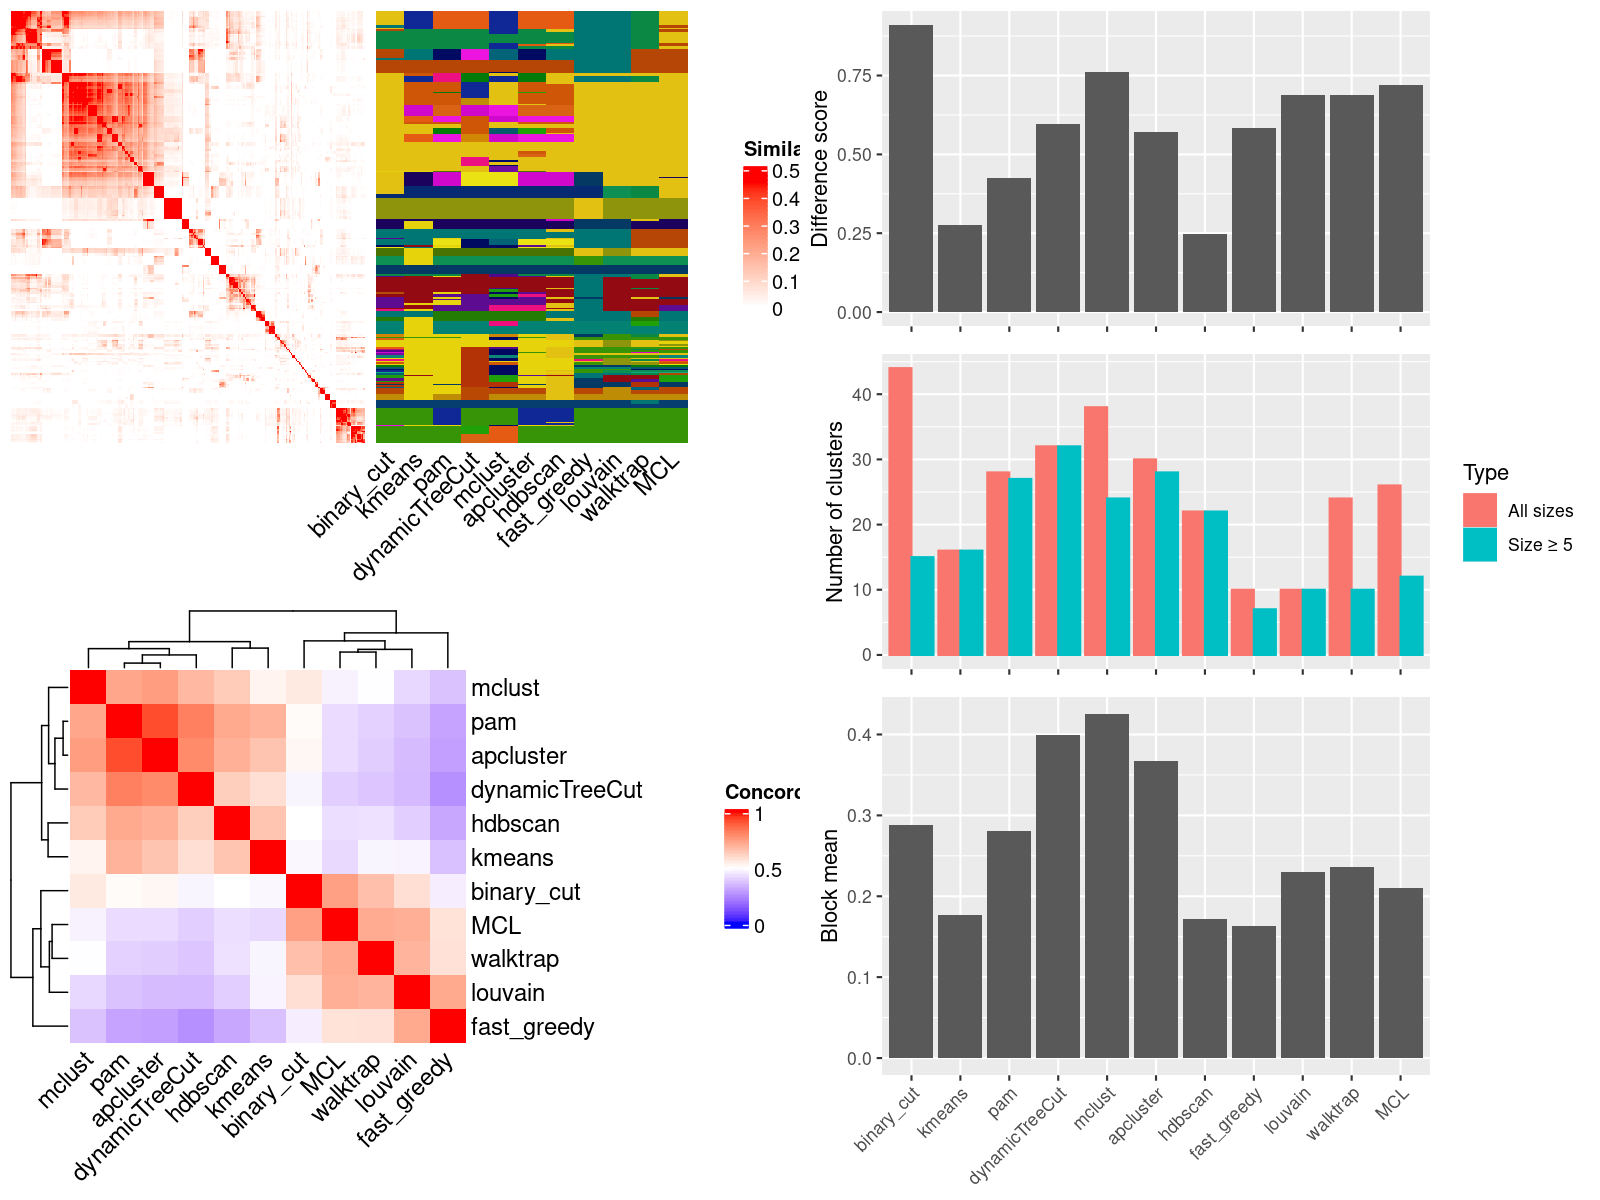 Simila
0.5
0.4
0.3
0.2
0.1
0
binary_cut
kmeans
pam
dynamicTreeCut
mclust
apcluster
hdbscan
fast_greedy
louvain
walktrap
MCL
mclust
pam
apcluster
dynamicTreeCut
hdbscan
kmeans
binary_cut
MCL
walktrap
louvain
fast_greedy
mclust
pam
apcluster
dynamicTreeCut
hdbscan
kmeans
binary_cut
MCL
walktrap
louvain
fast_greedy
Concord
1
0.5
0
Difference score
0.75
0.50
0.25
0.00
Number of clusters
40
30
20
10
0
Type
All sizes
Size ≥ 5
Block mean
0.4
0.3
0.2
0.1
0.0
binary_cut
kmeans
pam
dynamicTreeCut
mclust
apcluster
hdbscan
fast_greedy
louvain
walktrap
MCL